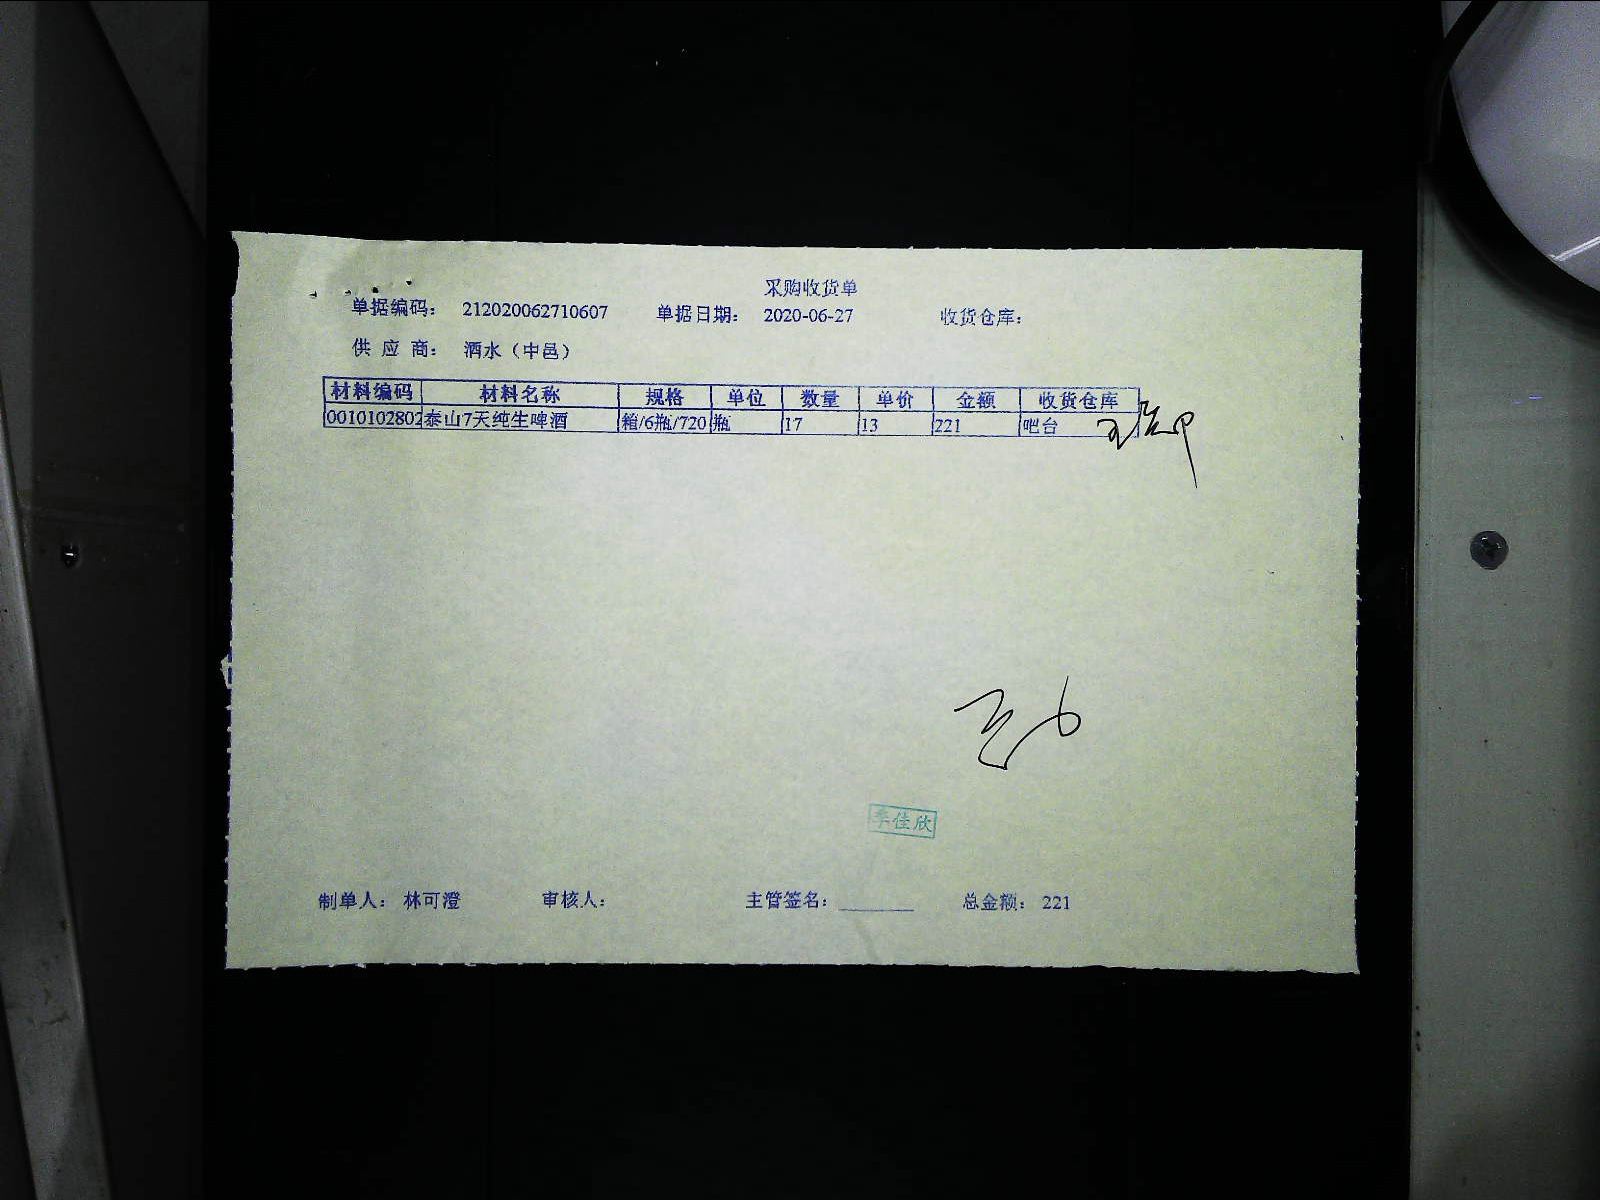 采购收货单
单据编码: 212020062710607 单据日期: 2020-06-27 收货仓库:
供 应 商: 酒水（中邑）
材料编码 材料名称 规格 单位 数量 单价 金额 收货仓库
0010102802 泰山7天纯生啤酒 箱/6瓶/720 瓶 17 13 221 吧台
李佳欣
制单人: 林可澄 审核人: 主管签名: 总金额: 221